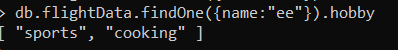 > db.flightData.findOne({name:"ee"}).hobby
[ "sports", "cooking" ]